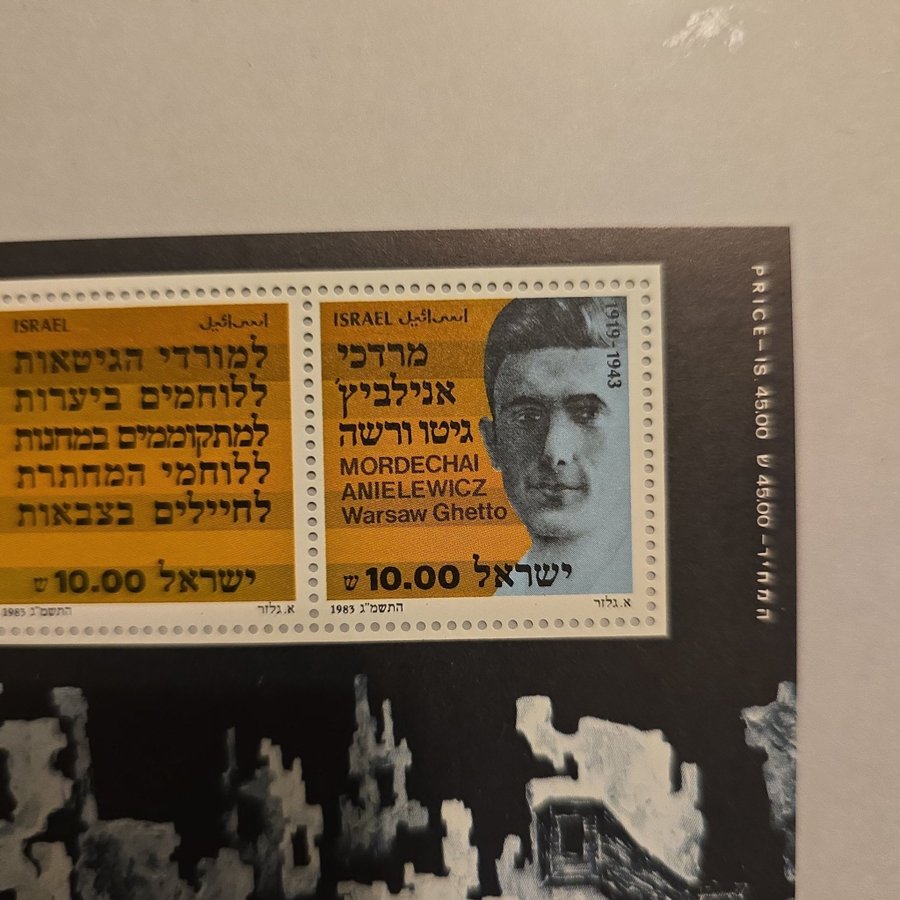 ISRAEL اسرائيل
למורדי הגיטאות
ללוחמים ביערות
למתקוממים במחנות
ללוחמי המחתרת
לחיילים בצבאות
ישראל 10.00 ש
1983 התשמ"ג א. גלזר
ISRAEL اسرائيل
מרדכי
אנילביץ'
גיטו ורשה
MORDECHAI
ANIELEWICZ
Warsaw Ghetto
1919-1943
ישראל 10.00 ש
1983 התשמ"ג א. גלזר
PRICE-IS. 45.00 המחיר- 45.00 ש